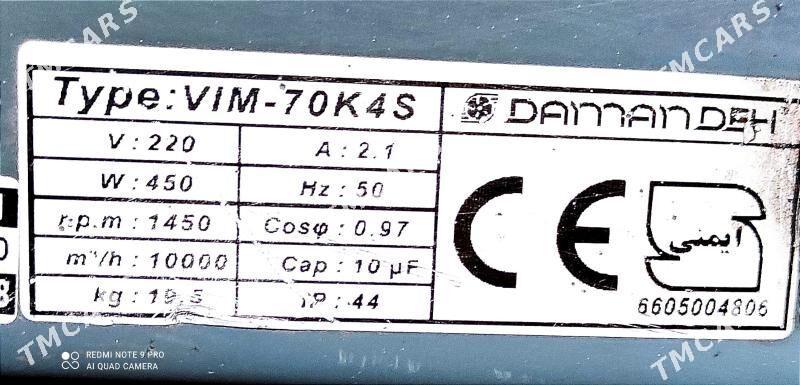 Type: VIM-70K4S
DAMANDEH
V : 220
A : 2.1
W : 450
Hz : 50
r.p.m : 1450
Cosφ : 0.97
m³/h : 10000
Cap : 10 µF
kg : 19.5
IP : 44
CE
ایمنی
6605004806
REDMI NOTE 9 PRO
AI QUAD CAMERA
TMCARS
TMCARS
TMCARS
TMCARS
TMCARS
TMCARS